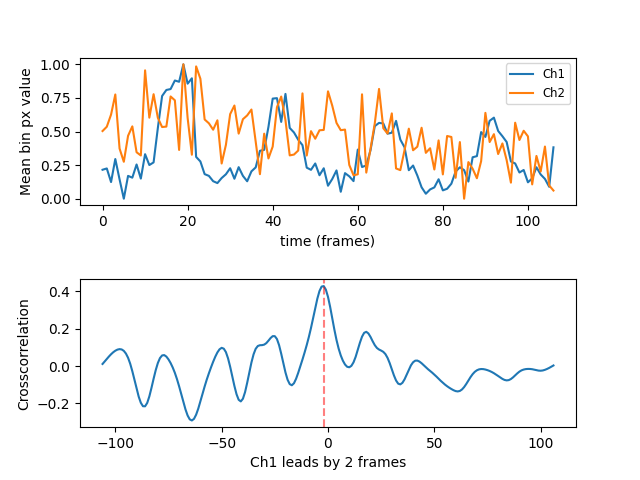 1.00
0.75
0.50
0.25
0.00
Mean bin px value
Ch1
Ch2
0 20 40 60 80 100
time (frames)
0.4
0.2
0.0
−0.2
Crosscorrelation
−100 −50 0 50 100
Ch1 leads by 2 frames